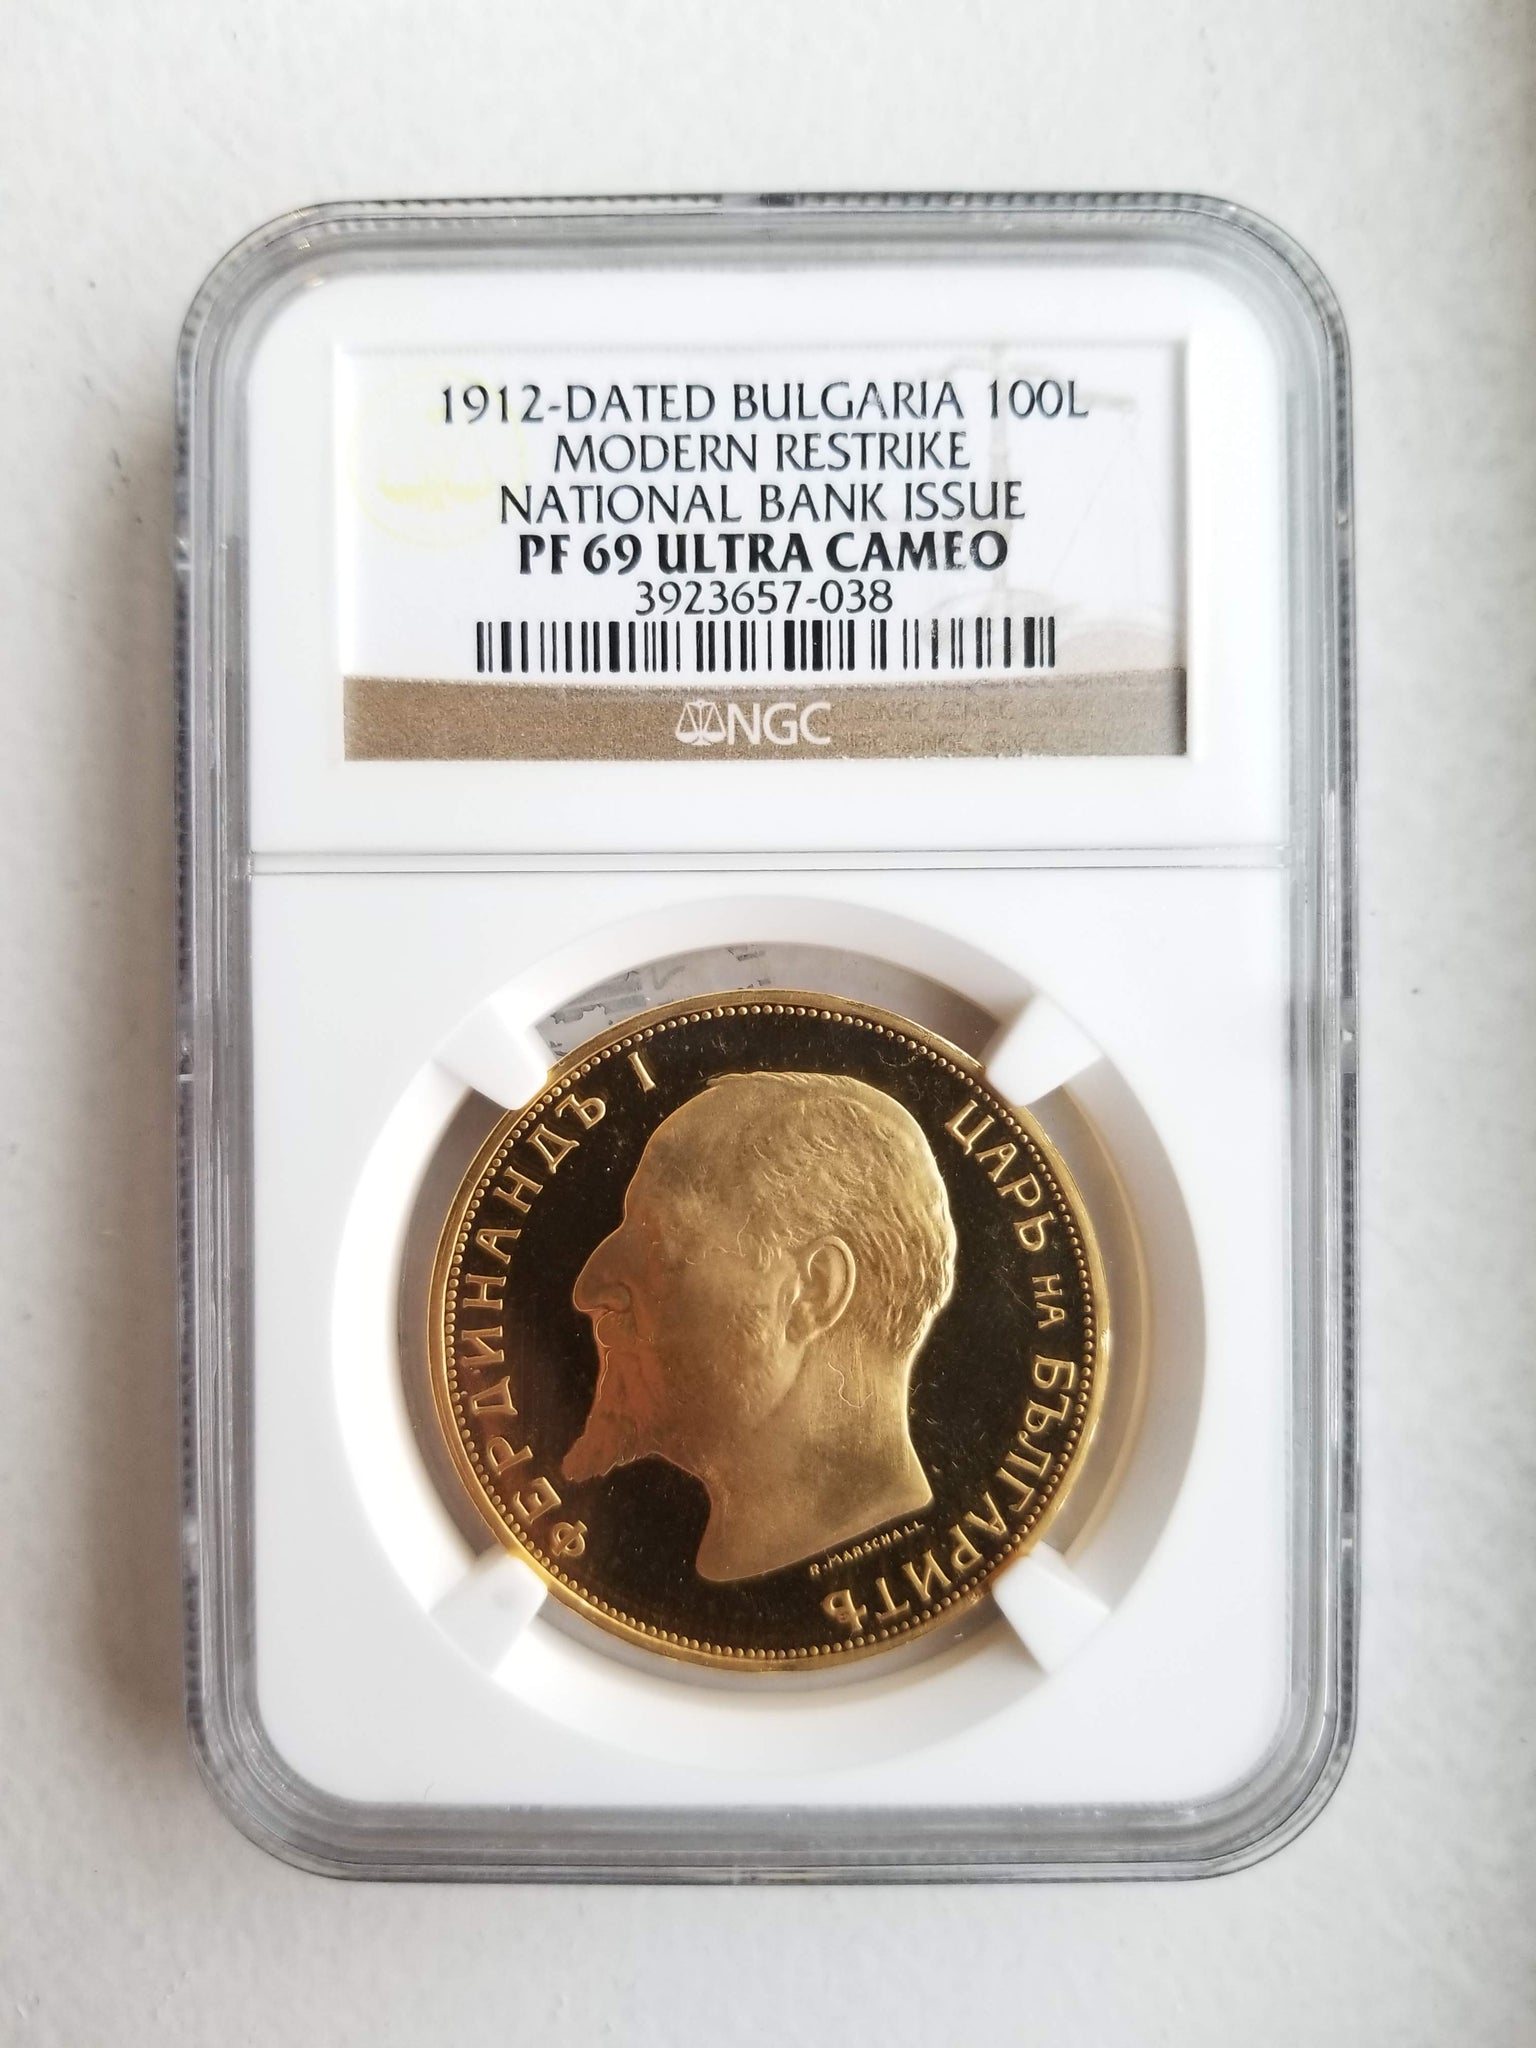 1912-DATED BULGARIA 100L
MODERN RESTRIKE
NATIONAL BANK ISSUE
PF 69 ULTRA CAMEO
3923657-038
NGC
ФЕРДИНАНДЪ I
ЦАРЬ НА БЪЛГАРИТѢ
R. MARSCHALL